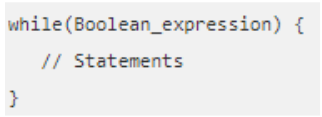 while(Boolean_expression) {
   // Statements
}